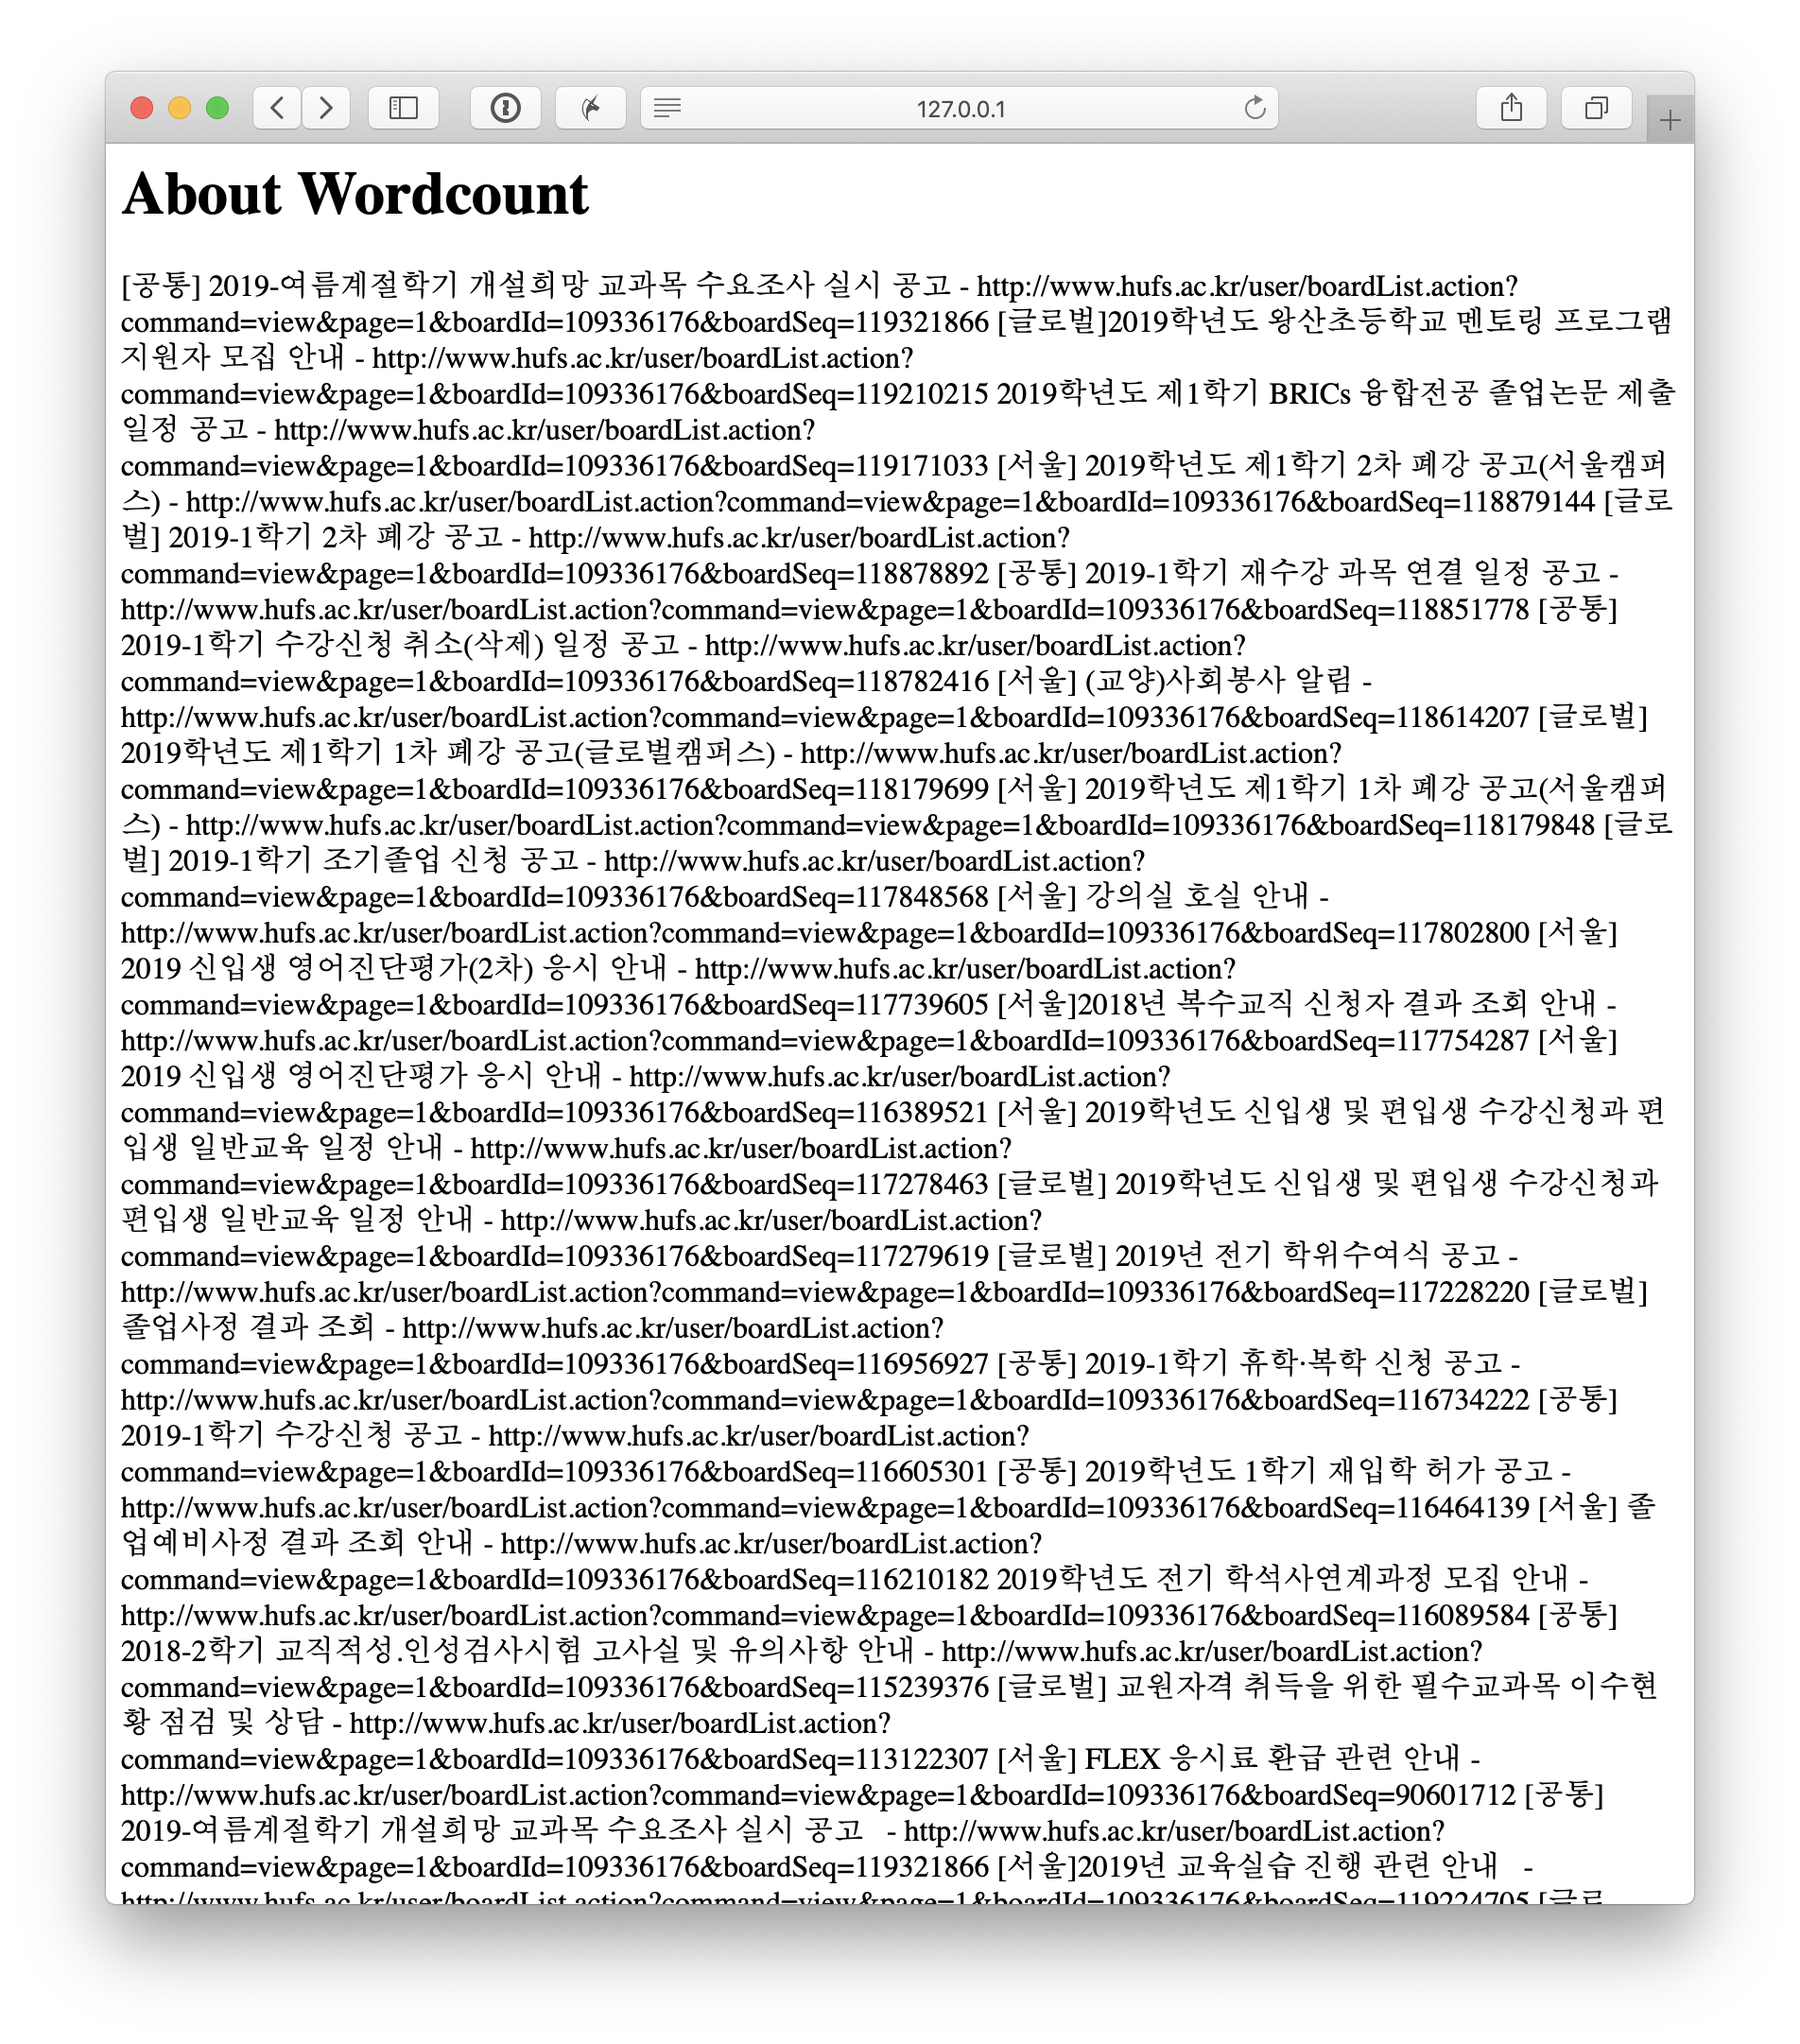 127.0.0.1
About Wordcount
[공통] 2019-여름계절학기 개설희망 교과목 수요조사 실시 공고 - http://www.hufs.ac.kr/user/boardList.action?
command=view&page=1&boardId=109336176&boardSeq=119321866 [글로벌]2019학년도 왕산초등학교 멘토링 프로그램
지원자 모집 안내 - http://www.hufs.ac.kr/user/boardList.action?
command=view&page=1&boardId=109336176&boardSeq=119210215 2019학년도 제1학기 BRICs 융합전공 졸업논문 제출
일정 공고 - http://www.hufs.ac.kr/user/boardList.action?
command=view&page=1&boardId=109336176&boardSeq=119171033 [서울] 2019학년도 제1학기 2차 폐강 공고(서울캠퍼
스) - http://www.hufs.ac.kr/user/boardList.action?command=view&page=1&boardId=109336176&boardSeq=118879144 [글로
벌] 2019-1학기 2차 폐강 공고 - http://www.hufs.ac.kr/user/boardList.action?
command=view&page=1&boardId=109336176&boardSeq=118878892 [공통] 2019-1학기 재수강 과목 연결 일정 공고 -
http://www.hufs.ac.kr/user/boardList.action?command=view&page=1&boardId=109336176&boardSeq=118851778 [공통]
2019-1학기 수강신청 취소(삭제) 일정 공고 - http://www.hufs.ac.kr/user/boardList.action?
command=view&page=1&boardId=109336176&boardSeq=118782416 [서울] (교양)사회봉사 알림 -
http://www.hufs.ac.kr/user/boardList.action?command=view&page=1&boardId=109336176&boardSeq=118614207 [글로벌]
2019학년도 제1학기 1차 폐강 공고(글로벌캠퍼스) - http://www.hufs.ac.kr/user/boardList.action?
command=view&page=1&boardId=109336176&boardSeq=118179699 [서울] 2019학년도 제1학기 1차 폐강 공고(서울캠퍼
스) - http://www.hufs.ac.kr/user/boardList.action?command=view&page=1&boardId=109336176&boardSeq=118179848 [글로
벌] 2019-1학기 조기졸업 신청 공고 - http://www.hufs.ac.kr/user/boardList.action?
command=view&page=1&boardId=109336176&boardSeq=117848568 [서울] 강의실 호실 안내 -
http://www.hufs.ac.kr/user/boardList.action?command=view&page=1&boardId=109336176&boardSeq=117802800 [서울]
2019 신입생 영어진단평가(2차) 응시 안내 - http://www.hufs.ac.kr/user/boardList.action?
command=view&page=1&boardId=109336176&boardSeq=117739605 [서울]2018년 복수교직 신청자 결과 조회 안내 -
http://www.hufs.ac.kr/user/boardList.action?command=view&page=1&boardId=109336176&boardSeq=117754287 [서울]
2019 신입생 영어진단평가 응시 안내 - http://www.hufs.ac.kr/user/boardList.action?
command=view&page=1&boardId=109336176&boardSeq=116389521 [서울] 2019학년도 신입생 및 편입생 수강신청과 편
입생 일반교육 일정 안내 - http://www.hufs.ac.kr/user/boardList.action?
command=view&page=1&boardId=109336176&boardSeq=117278463 [글로벌] 2019학년도 신입생 및 편입생 수강신청과
편입생 일반교육 일정 안내 - http://www.hufs.ac.kr/user/boardList.action?
command=view&page=1&boardId=109336176&boardSeq=117279619 [글로벌] 2019년 전기 학위수여식 공고 -
http://www.hufs.ac.kr/user/boardList.action?command=view&page=1&boardId=109336176&boardSeq=117228220 [글로벌]
졸업사정 결과 조회 - http://www.hufs.ac.kr/user/boardList.action?
command=view&page=1&boardId=109336176&boardSeq=116956927 [공통] 2019-1학기 휴학·복학 신청 공고 -
http://www.hufs.ac.kr/user/boardList.action?command=view&page=1&boardId=109336176&boardSeq=116734222 [공통]
2019-1학기 수강신청 공고 - http://www.hufs.ac.kr/user/boardList.action?
command=view&page=1&boardId=109336176&boardSeq=116605301 [공통] 2019학년도 1학기 재입학 허가 공고 -
http://www.hufs.ac.kr/user/boardList.action?command=view&page=1&boardId=109336176&boardSeq=116464139 [서울] 졸
업예비사정 결과 조회 안내 - http://www.hufs.ac.kr/user/boardList.action?
command=view&page=1&boardId=109336176&boardSeq=116210182 2019학년도 전기 학석사연계과정 모집 안내 -
http://www.hufs.ac.kr/user/boardList.action?command=view&page=1&boardId=109336176&boardSeq=116089584 [공통]
2018-2학기 교직적성.인성검사시험 고사실 및 유의사항 안내 - http://www.hufs.ac.kr/user/boardList.action?
command=view&page=1&boardId=109336176&boardSeq=115239376 [글로벌] 교원자격 취득을 위한 필수교과목 이수현
황 점검 및 상담 - http://www.hufs.ac.kr/user/boardList.action?
command=view&page=1&boardId=109336176&boardSeq=113122307 [서울] FLEX 응시료 환급 관련 안내 -
http://www.hufs.ac.kr/user/boardList.action?command=view&page=1&boardId=109336176&boardSeq=90601712 [공통]
2019-여름계절학기 개설희망 교과목 수요조사 실시 공고 - http://www.hufs.ac.kr/user/boardList.action?
command=view&page=1&boardId=109336176&boardSeq=119321866 [서울]2019년 교육실습 진행 관련 안내 -
http://www.hufs.ac.kr/user/boardList.action?command=view&page=1&boardId=109336176&boardSeq=119224705 [글로